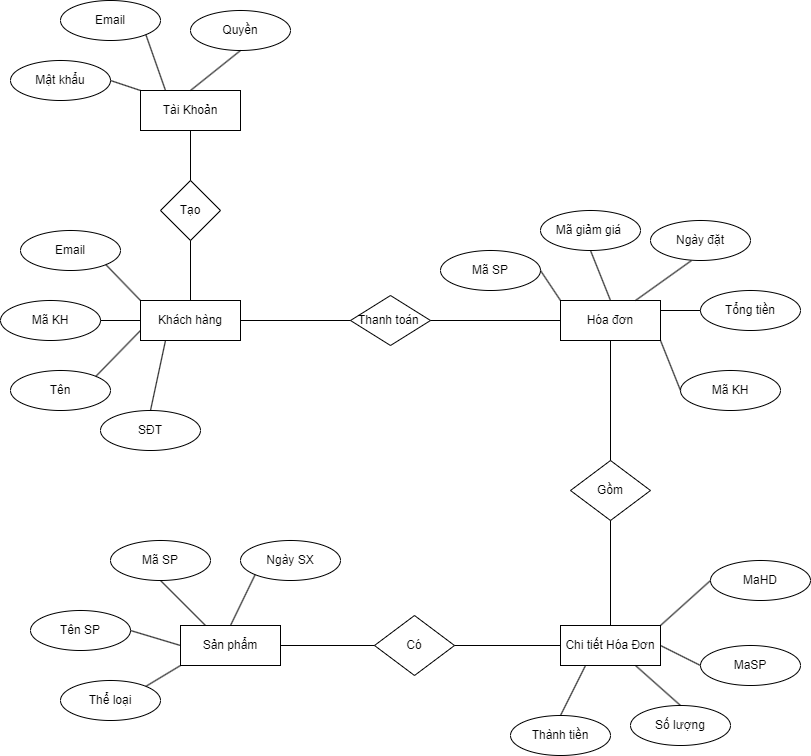 Email
Quyền
Mật khẩu
Tài Khoản
Tạo
Email
Mã KH
Khách hàng
Tên
SĐT
Thanh toán
Mã giảm giá
Ngày đặt
Mã SP
Hóa đơn
Tổng tiền
Mã KH
Gồm
Mã SP
Ngày SX
Tên SP
Sản phẩm
Thể loại
Có
MaHD
Chi tiết Hóa Đơn
MaSP
Số lượng
Thành tiền